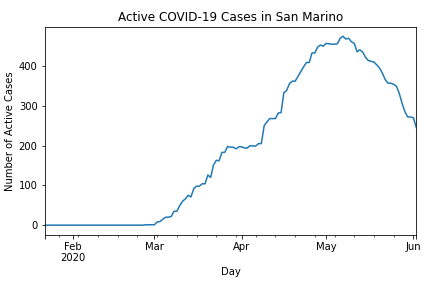 Active COVID-19 Cases in San Marino
Number of Active Cases
400
300
200
100
0
Feb
2020
Mar
Apr
May
Jun
Day